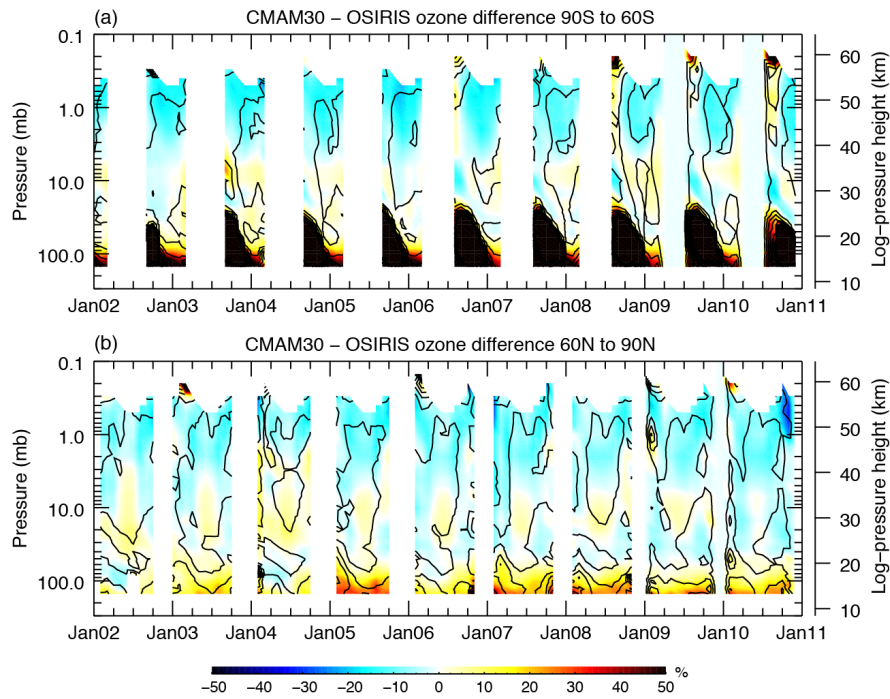 (a) CMAM30 − OSIRIS ozone difference 90S to 60S
0.1
1.0
10.0
100.0
Pressure (mb)
60
50
40
30
20
10
Log−pressure height (km)
Jan02 Jan03 Jan04 Jan05 Jan06 Jan07 Jan08 Jan09 Jan10 Jan11
(b) CMAM30 − OSIRIS ozone difference 60N to 90N
0.1
1.0
10.0
100.0
Pressure (mb)
60
50
40
30
20
10
Log−pressure height (km)
Jan02 Jan03 Jan04 Jan05 Jan06 Jan07 Jan08 Jan09 Jan10 Jan11
%
−50 −40 −30 −20 −10 0 10 20 30 40 50